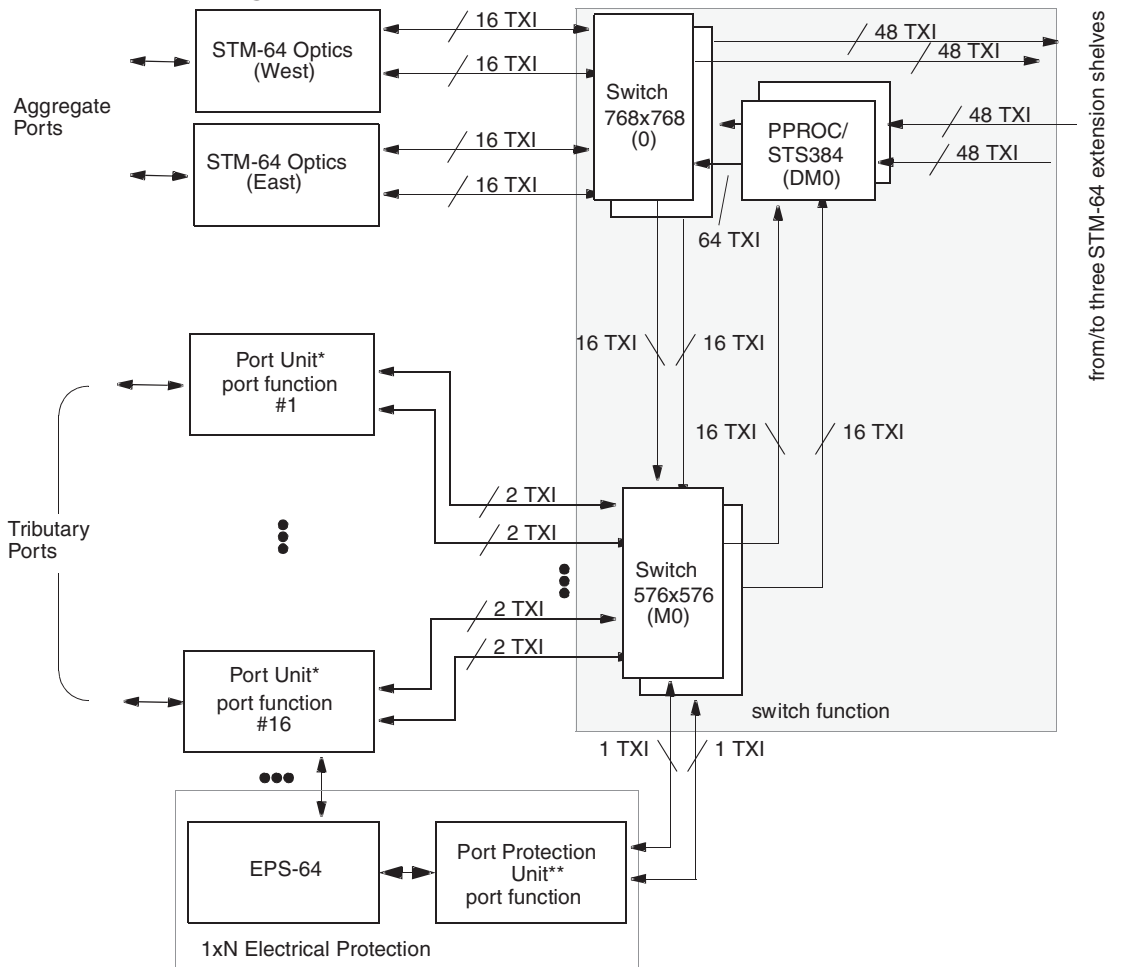 16 TXI
48 TXI
STM-64 Optics
(West)
16 TXI
48 TXI
Aggregate
Ports
Switch
768x768
(0)
PPROC/
STS384
(DM0)
48 TXI
16 TXI
48 TXI
STM-64 Optics
(East)
16 TXI
64 TXI
from/to three STM-64 extension shelves
16 TXI
16 TXI
Port Unit*
port function
#1
16 TXI
16 TXI
2 TXI
2 TXI
Tributary
Ports
Switch
576x576
(M0)
2 TXI
2 TXI
Port Unit*
port function
#16
switch function
1 TXI
1 TXI
EPS-64
Port Protection
Unit**
port function
1xN Electrical Protection